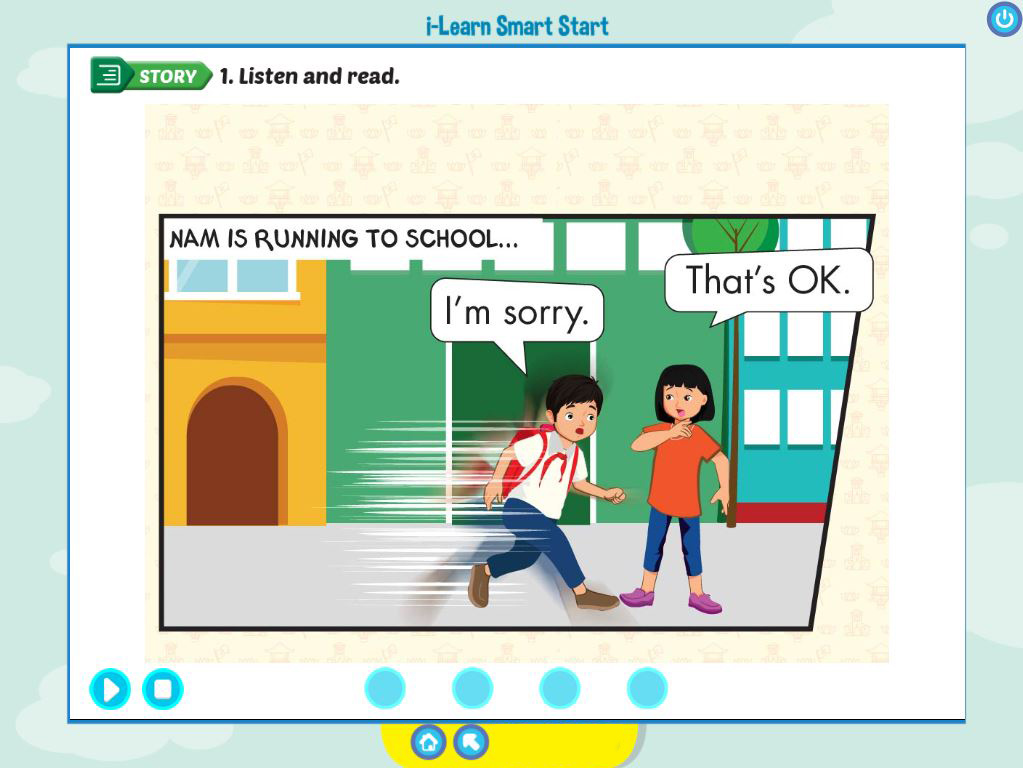 i-Learn Smart Start
STORY 1. Listen and read.
NAM IS RUNNING TO SCHOOL...
That's OK.
I'm sorry.